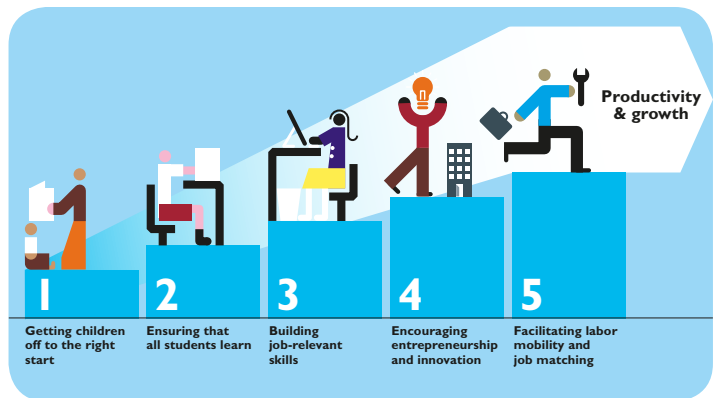 Productivity
& growth
1
2
3
4
5
Getting children
off to the right
start
Ensuring that
all students learn
Building
job-relevant
skills
Encouraging
entrepreneurship
and innovation
Facilitating labor
mobility and
job matching